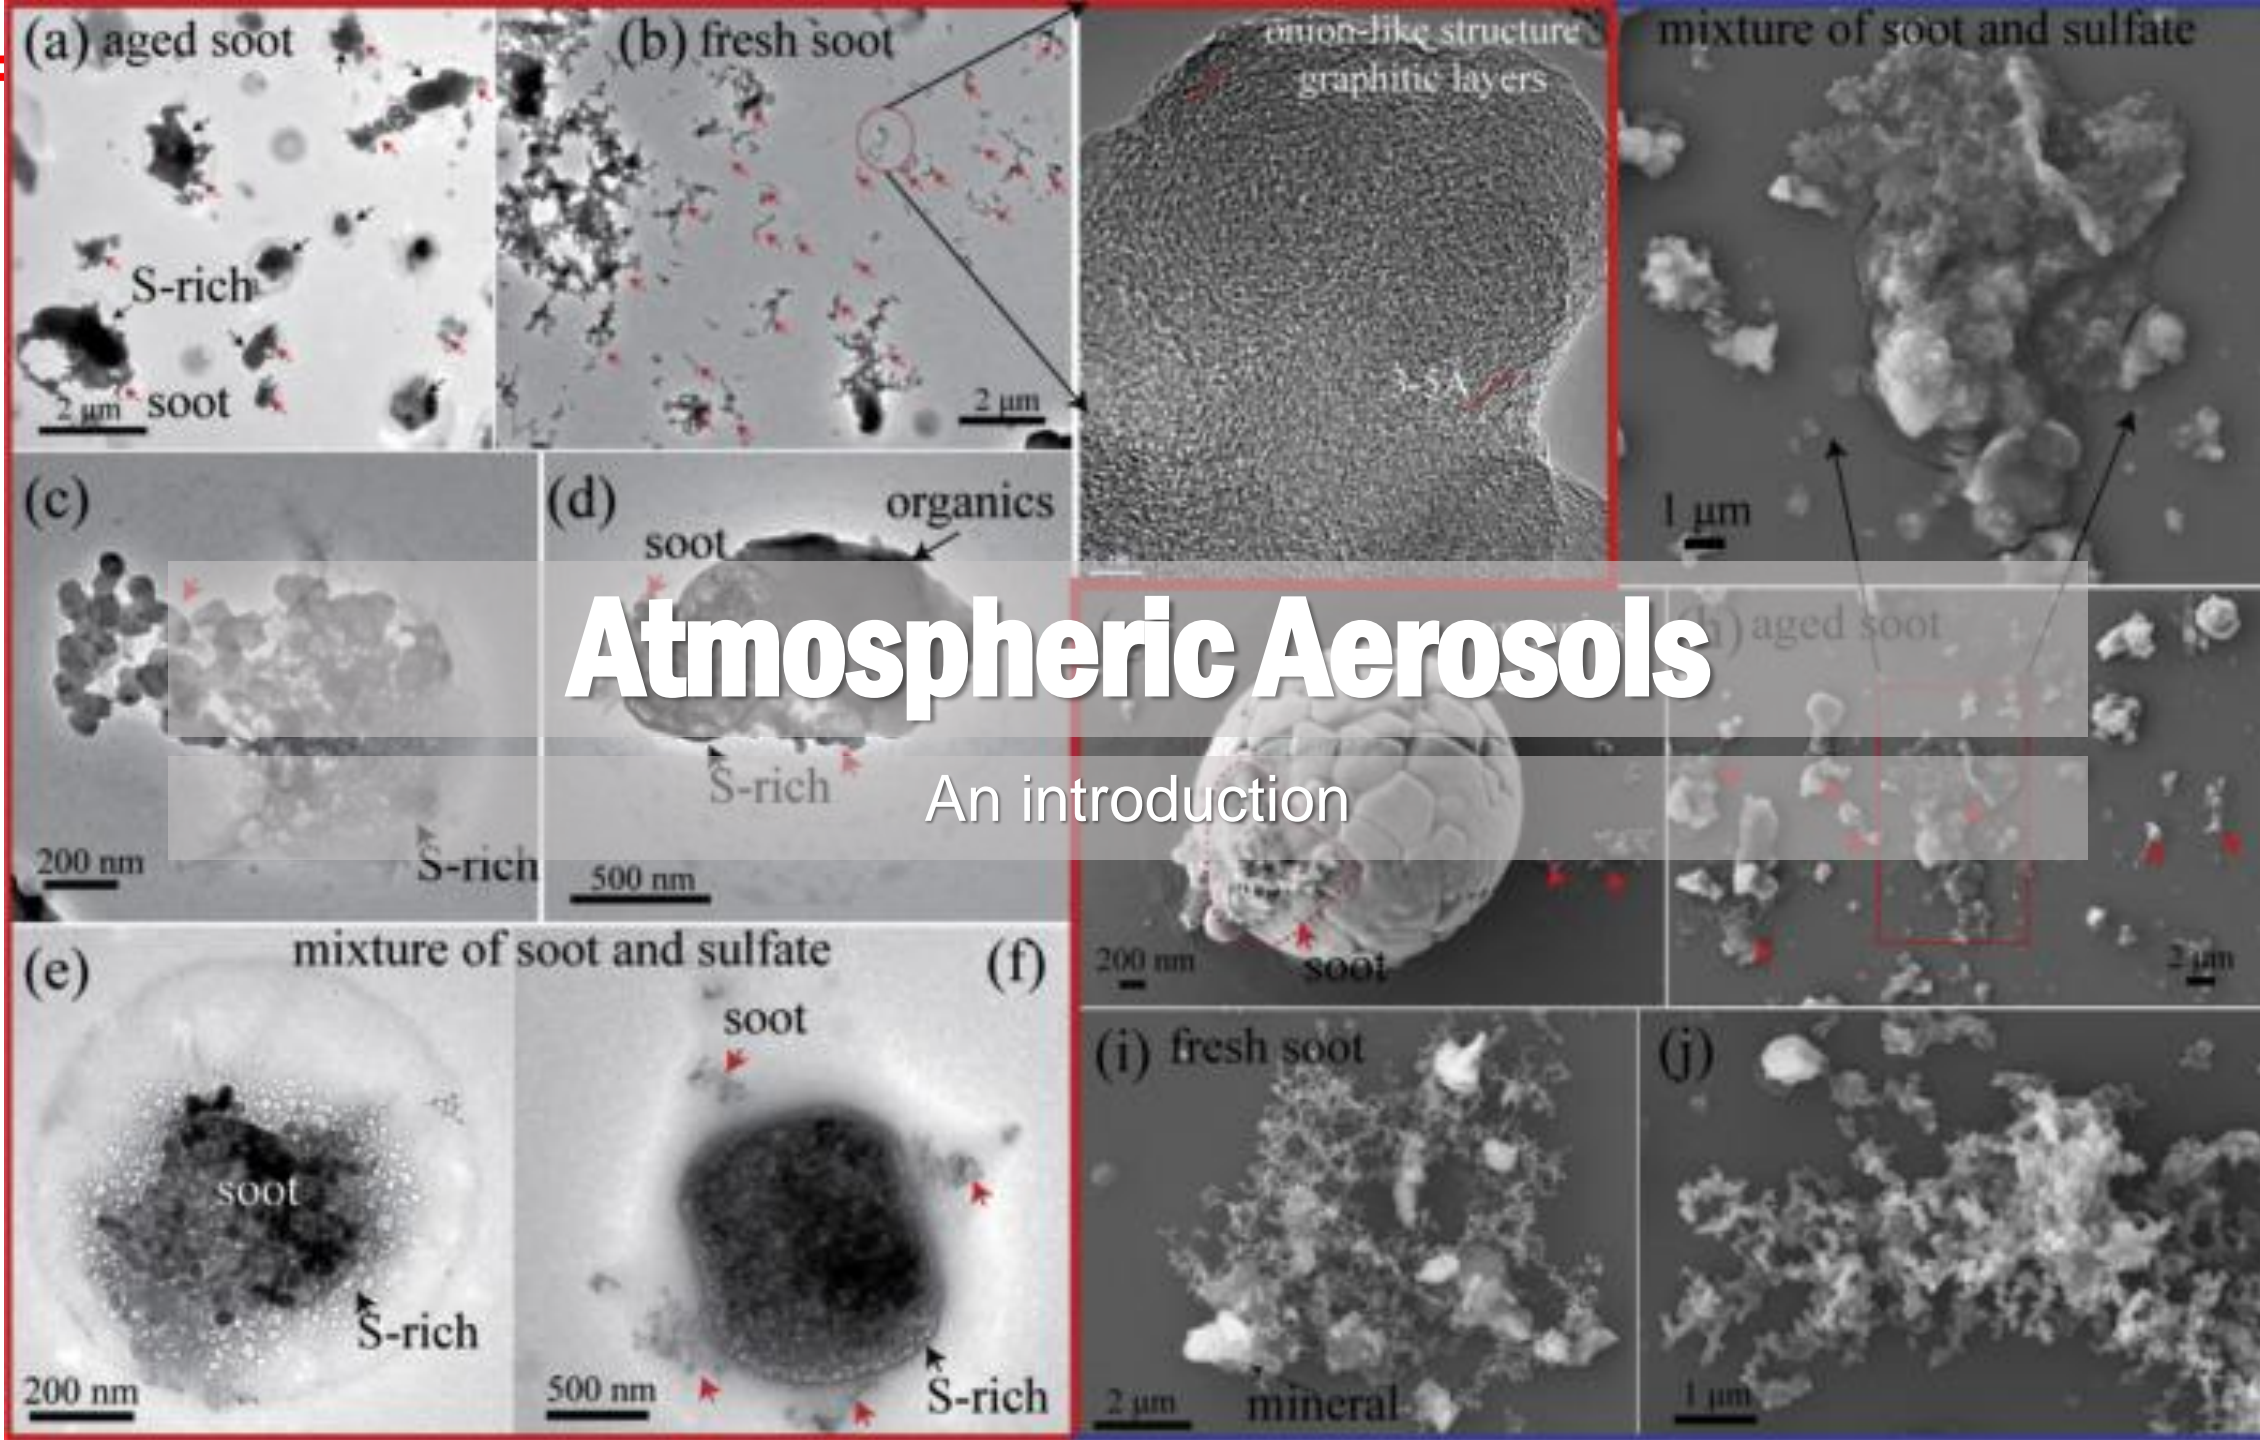 (a) aged soot
S-rich
2 μm soot
(b) fresh soot
2 μm
onion-like structure
graphitic layers
3-5A
mixture of soot and sulfate
1 μm
(c)
200 nm
S-rich
(d)
organics
soot
S-rich
500 nm
Atmospheric Aerosols
An introduction
200 nm
soot
(h) aged soot
2 μm
(e)
mixture of soot and sulfate
soot
S-rich
200 nm
(f)
soot
S-rich
500 nm
(i) fresh soot
2 μm
mineral
(j)
1 μm